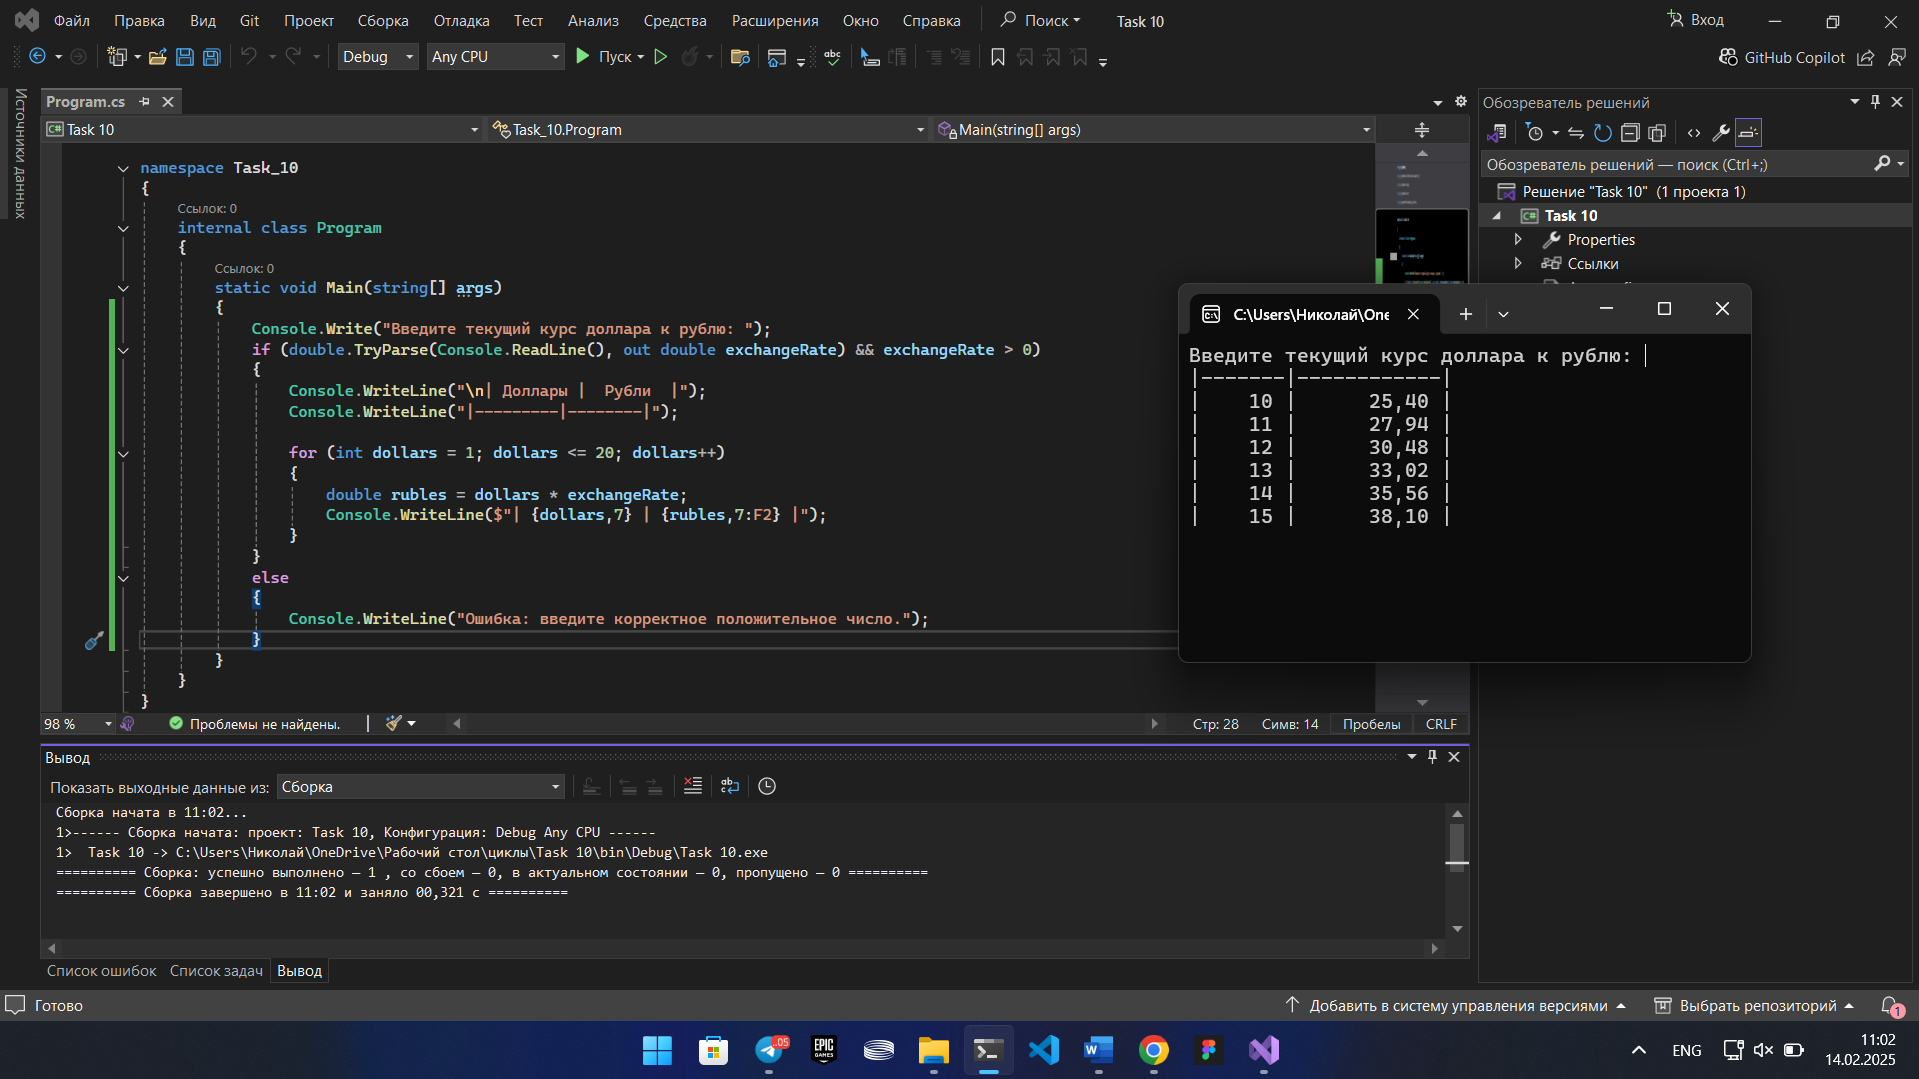 Файл Правка Вид Git Проект Сборка Отладка Тест Анализ Средства Расширения Окно Справка Поиск Task 10 Вход
Debug Any CPU Пуск GitHub Copilot
Источники данных
Program.cs
Task 10 Task_10.Program Main(string[] args)
namespace Task_10
{
Ссылок: 0
internal class Program
{
Ссылок: 0
static void Main(string[] args)
{
Console.Write("Введите текущий курс доллара к рублю: ");
if (double.TryParse(Console.ReadLine(), out double exchangeRate) && exchangeRate > 0)
{
Console.WriteLine("\n| Доллары |  Рубли  |");
Console.WriteLine("|---------|--------|");
for (int dollars = 1; dollars <= 20; dollars++)
{
double rubles = dollars * exchangeRate;
Console.WriteLine($"| {dollars,7} | {rubles,7:F2} |");
}
}
else
{
Console.WriteLine("Ошибка: введите корректное положительное число.");
}
}
}
}
98 % Проблемы не найдены. Стр: 28 Симв: 14 Пробелы CRLF
Обозреватель решений
Обозреватель решений — поиск (Ctrl+;)
Решение "Task 10" (1 проекта 1)
Task 10
Properties
Ссылки
C:\Users\Николай\One
Введите текущий курс доллара к рублю:
|-------|------------|
| 10 | 25,40 |
| 11 | 27,94 |
| 12 | 30,48 |
| 13 | 33,02 |
| 14 | 35,56 |
| 15 | 38,10 |
Вывод
Показать выходные данные из: Сборка
Сборка начата в 11:02...
1>------ Сборка начата: проект: Task 10, Конфигурация: Debug Any CPU ------
1>  Task 10 -> C:\Users\Николай\OneDrive\Рабочий стол\циклы\Task 10\bin\Debug\Task 10.exe
========== Сборка: успешно выполнено — 1 , со сбоем — 0, в актуальном состоянии — 0, пропущено — 0 ==========
========== Сборка завершено в 11:02 и заняло 00,321 с ==========
Список ошибок Список задач Вывод
Готово Добавить в систему управления версиями Выбрать репозиторий 1
..05 EPIC GAMES ENG 11:02
14.02.2025